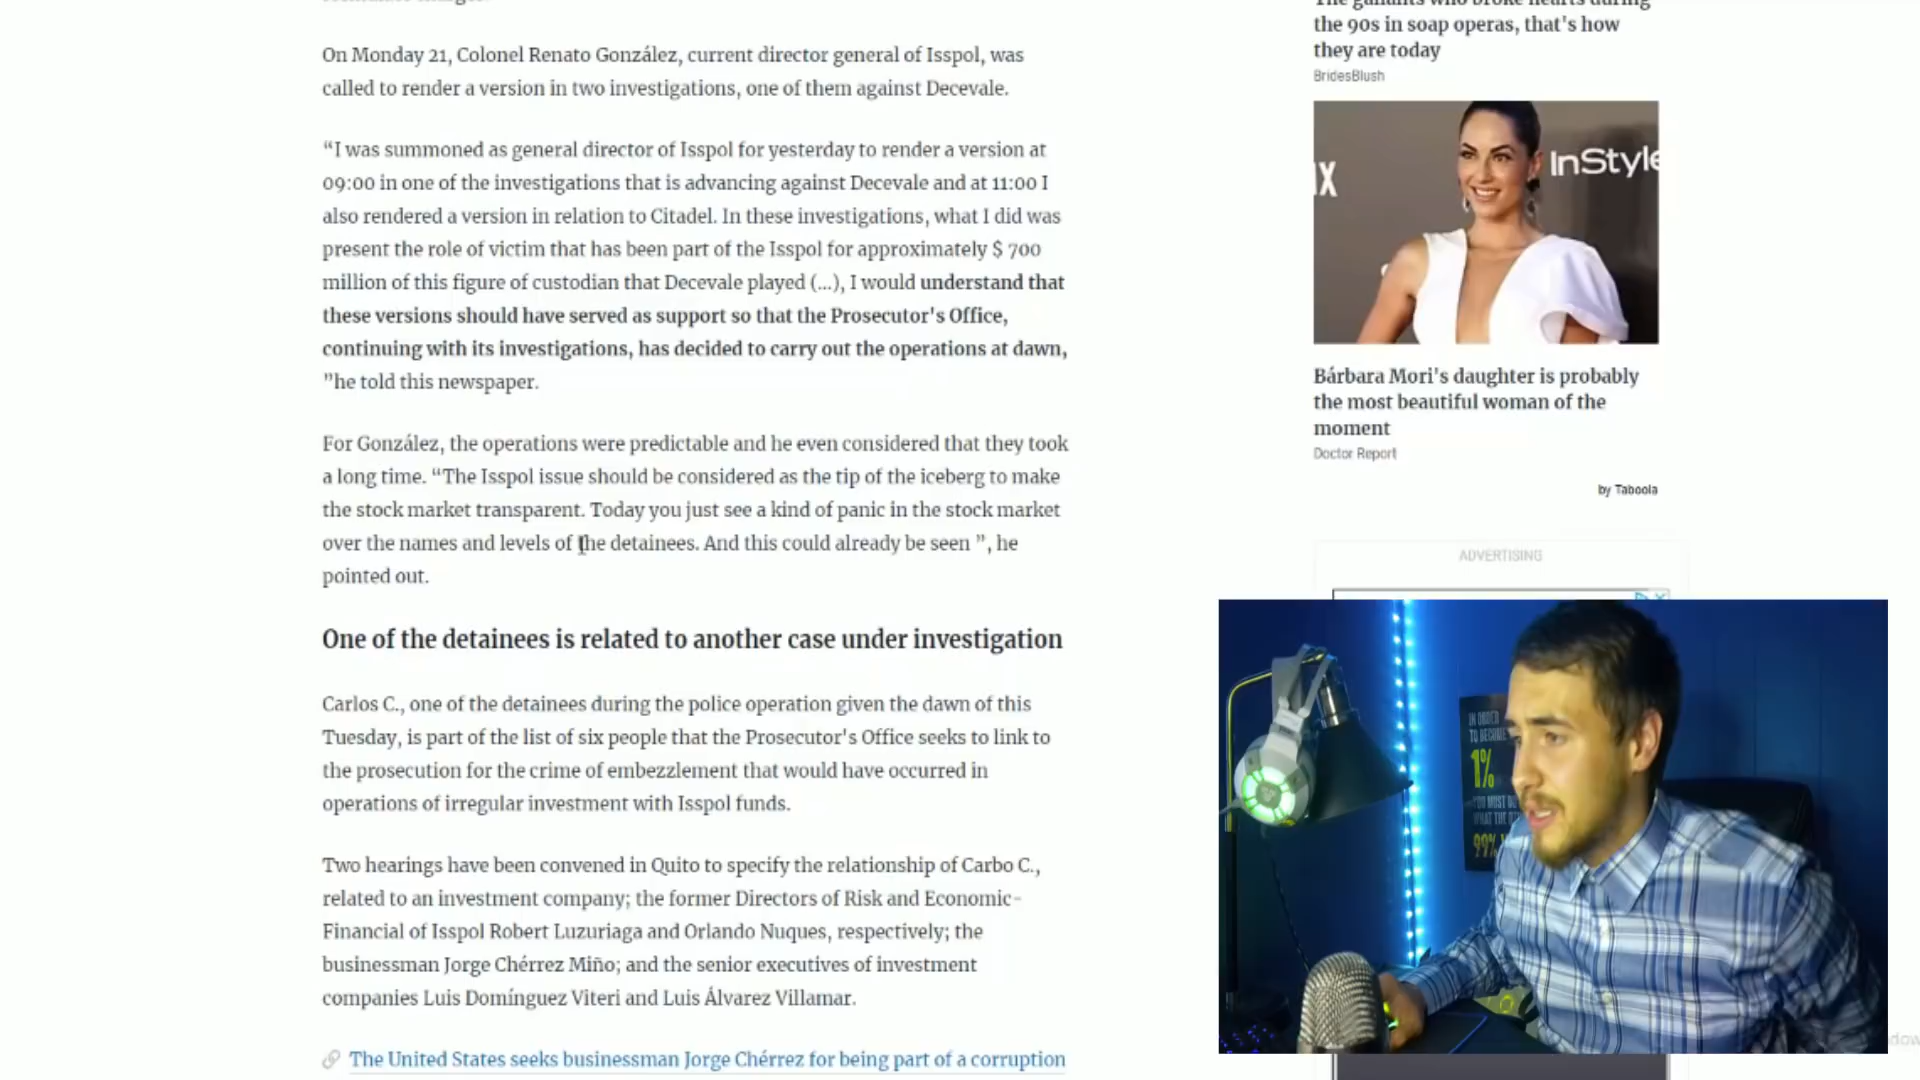 the 90s in soap operas, that's how
they are today
BridesBlush
On Monday 21, Colonel Renato González, current director general of Isspol, was
called to render a version in two investigations, one of them against Decevale.
“I was summoned as general director of Isspol for yesterday to render a version at
09:00 in one of the investigations that is advancing against Decevale and at 11:00 I
also rendered a version in relation to Citadel. In these investigations, what I did was
present the role of victim that has been part of the Isspol for approximately $ 700
million of this figure of custodian that Decevale played (...), I would understand that
these versions should have served as support so that the Prosecutor's Office,
continuing with its investigations, has decided to carry out the operations at dawn,
”he told this newspaper.
For González, the operations were predictable and he even considered that they took
a long time. “The Isspol issue should be considered as the tip of the iceberg to make
the stock market transparent. Today you just see a kind of panic in the stock market
over the names and levels of the detainees. And this could already be seen ”, he
pointed out.
One of the detainees is related to another case under investigation
Carlos C., one of the detainees during the police operation given the dawn of this
Tuesday, is part of the list of six people that the Prosecutor's Office seeks to link to
the prosecution for the crime of embezzlement that would have occurred in
operations of irregular investment with Isspol funds.
Two hearings have been convened in Quito to specify the relationship of Carbo C.,
related to an investment company; the former Directors of Risk and Economic-
Financial of Isspol Robert Luzuriaga and Orlando Nuques, respectively; the
businessman Jorge Chérrez Miño; and the senior executives of investment
companies Luis Domínguez Viteri and Luis Álvarez Villamar.
The United States seeks businessman Jorge Chérrez for being part of a corruption
IX
InStyle
Bárbara Mori's daughter is probably
the most beautiful woman of the
moment
Doctor Report
by Taboola
ADVERTISING
IN ORDER
TO BECOME
1%
YOU MUST DO
WHAT THE
99%